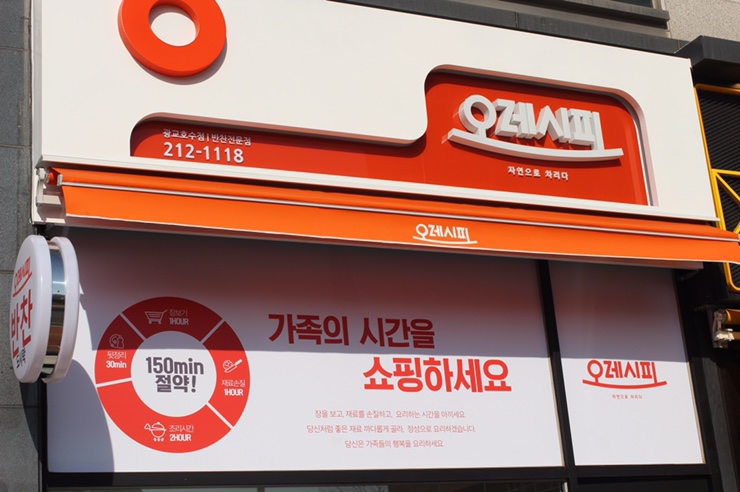 광교호수점 | 반찬전문점
212-1118
오레시피
자연으로 차리다
오레시피
오레시피
반찬
장보기
1HOUR
뒷정리
30min
150min
절약!
재료손질
1HOUR
조리시간
2HOUR
가족의 시간을
쇼핑하세요
장을 보고, 재료를 손질하고, 요리하는 시간을 아끼세요.
당신처럼 좋은 재료 까다롭게 골라, 정성으로 요리하겠습니다.
당신은 가족들의 행복을 요리하세요.
오레시피
자연으로 차리다